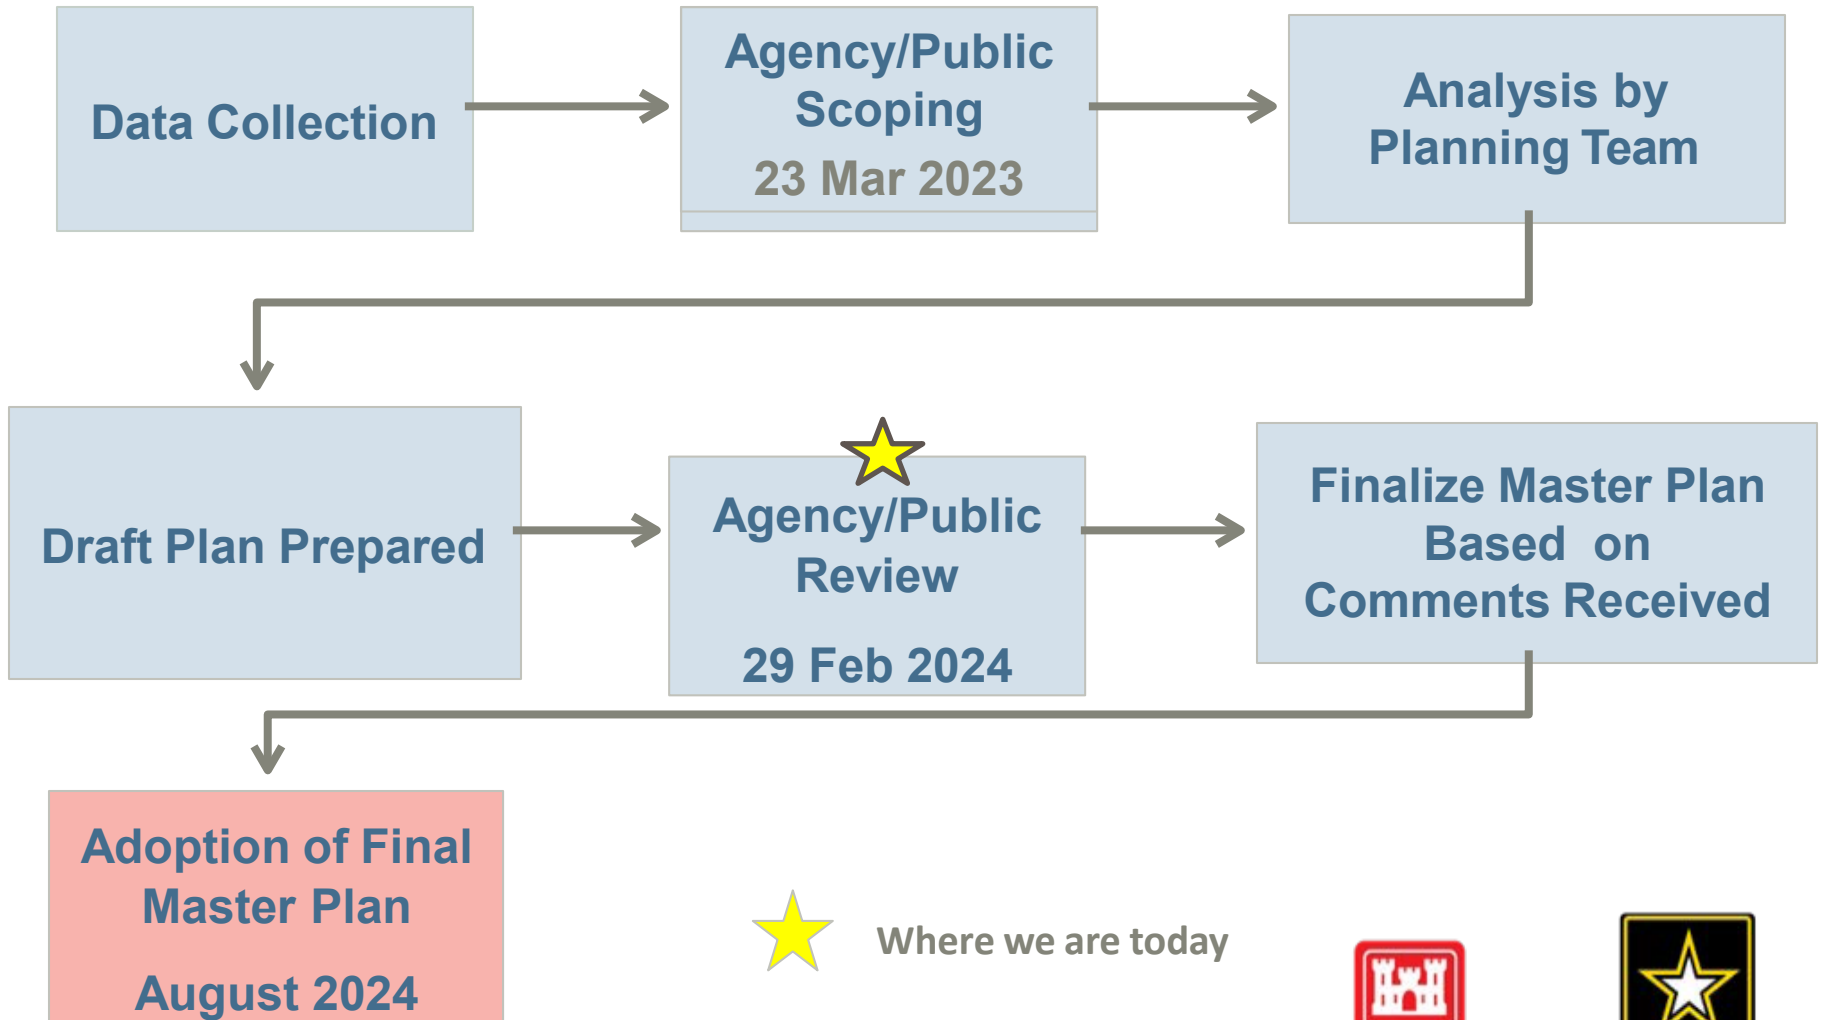 Data Collection
Agency/Public
Scoping
23 Mar 2023
Analysis by
Planning Team
Draft Plan Prepared
Agency/Public
Review
29 Feb 2024
Finalize Master Plan
Based  on
Comments Received
Adoption of Final
Master Plan
August 2024
Where we are today